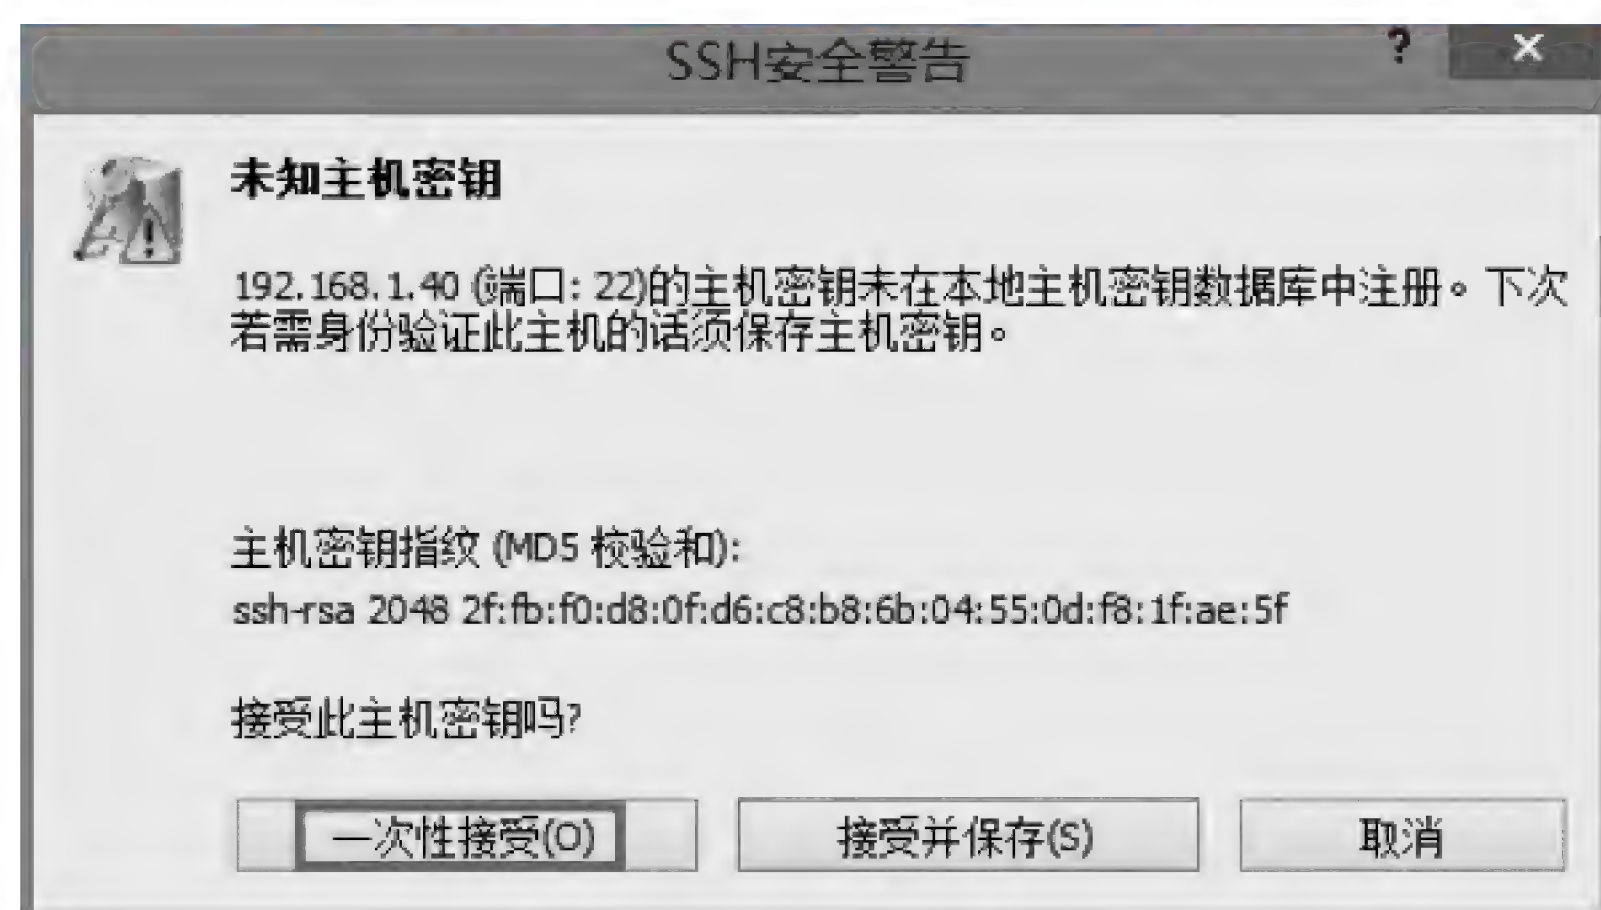 SSH安全警告
?
×
未知主机密钥
192.168.1.40 (端口: 22)的主机密钥未在本地主机密钥数据库中注册。下次
若需身份验证此主机的话须保存主机密钥。
主机密钥指纹 (MD5 校验和):
ssh-rsa 2048 2f:fb:f0:d8:0f:d6:c8:b8:6b:04:55:0d:f8:1f:ae:5f
接受此主机密钥吗?
一次性接受(O)
接受并保存(S)
取消